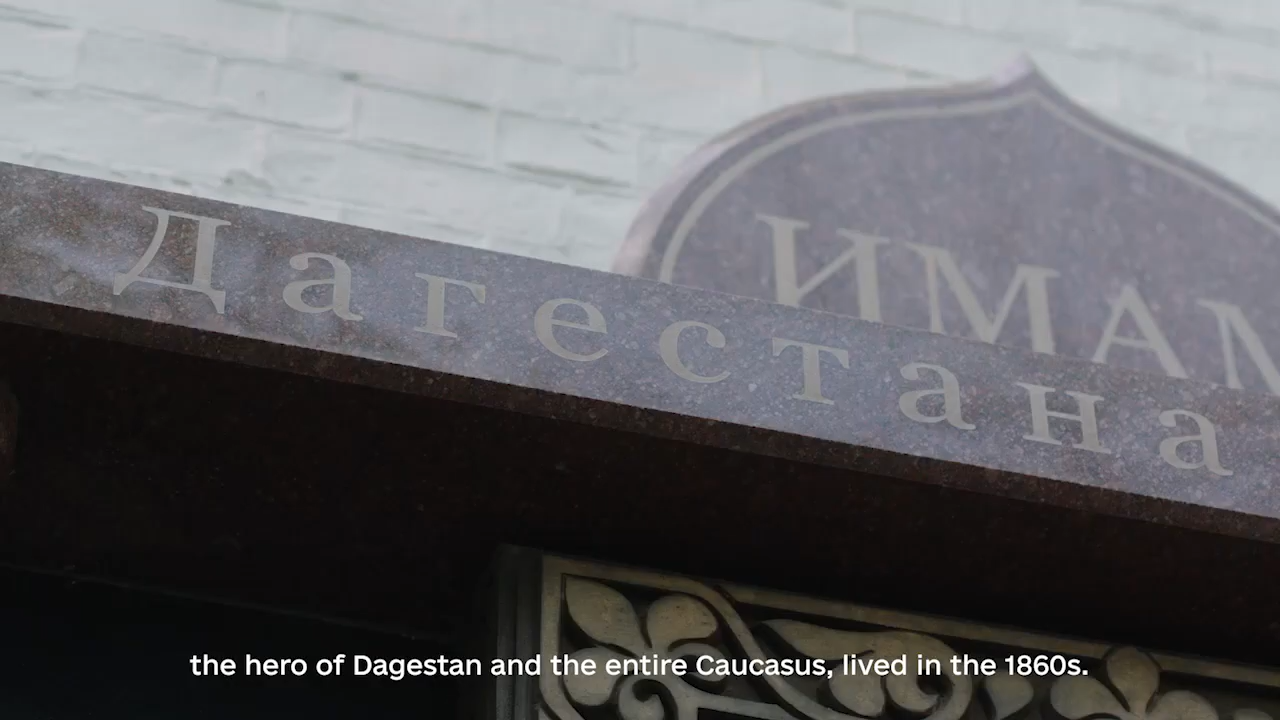 ИМАМ
Дагестана
the hero of Dagestan and the entire Caucasus, lived in the 1860s.